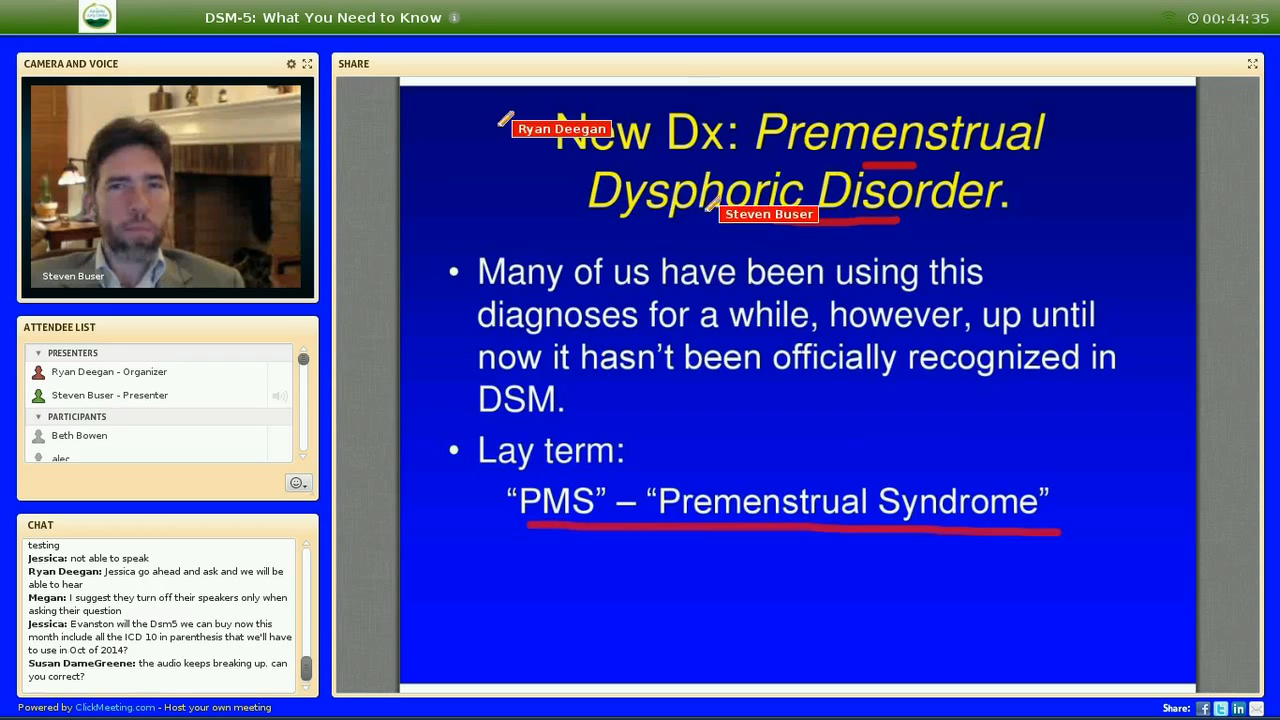 DSM-5: What You Need to Know
00:44:35
CAMERA AND VOICE
Steven Buser
ATTENDEE LIST
PRESENTERS
Ryan Deegan - Organizer
Steven Buser - Presenter
PARTICIPANTS
Beth Bowen
alec
CHAT
testing
Jessica: not able to speak
Ryan Deegan: Jessica go ahead and ask and we will be
able to hear
Megan: I suggest they turn off their speakers only when
asking their question
Jessica: Evanston will the Dsm5 we can buy now this
month include all the ICD 10 in parenthesis that we'll have
to use in Oct of 2014?
Susan DameGreene: the audio keeps breaking up. can
you correct?
SHARE
New Dx: Premenstrual
Ryan Deegan
Dysphoric Disorder.
Steven Buser
• Many of us have been using this
diagnoses for a while, however, up until
now it hasn't been officially recognized in
DSM.
• Lay term:
“PMS” – “Premenstrual Syndrome”
Powered by ClickMeeting.com - Host your own meeting
Share: